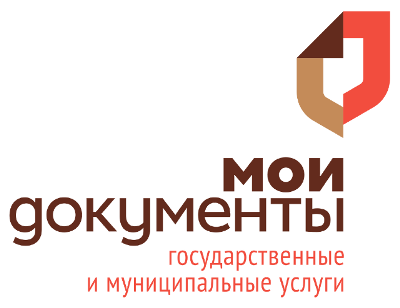 мои
документы
государственные
и муниципальные услуги